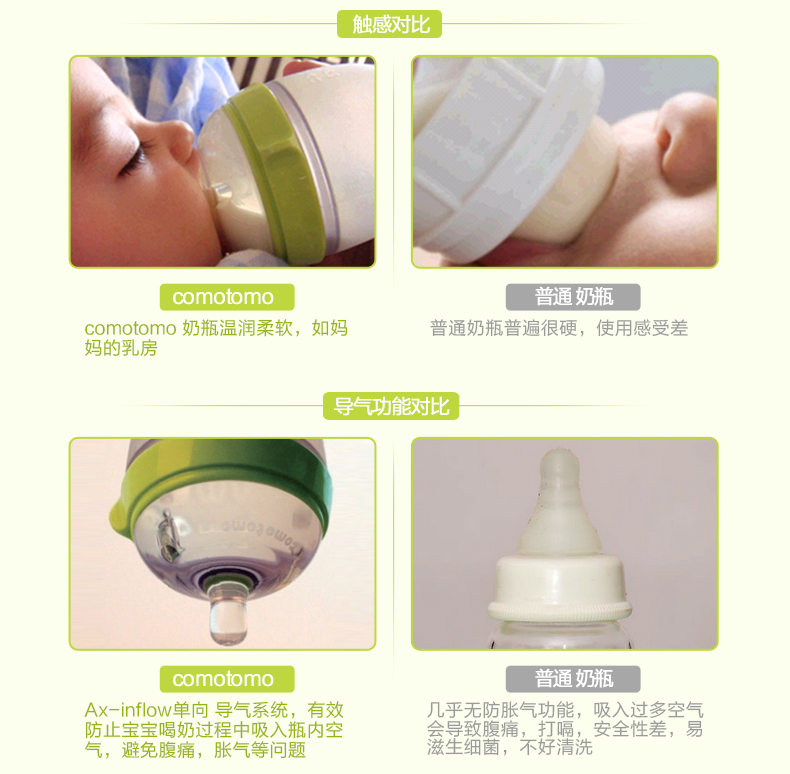 触感对比
comotomo
普通 奶瓶
comotomo 奶瓶温润柔软，如妈
妈的乳房
普通奶瓶普遍很硬，使用感受差
导气功能对比
comotomo
comotomo
普通 奶瓶
Ax-inflow单向 导气系统，有效
防止宝宝喝奶过程中吸入瓶内空
气，避免腹痛，胀气等问题
几乎无防胀气功能，吸入过多空气
会导致腹痛，打嗝，安全性差，易
滋生细菌，不好清洗